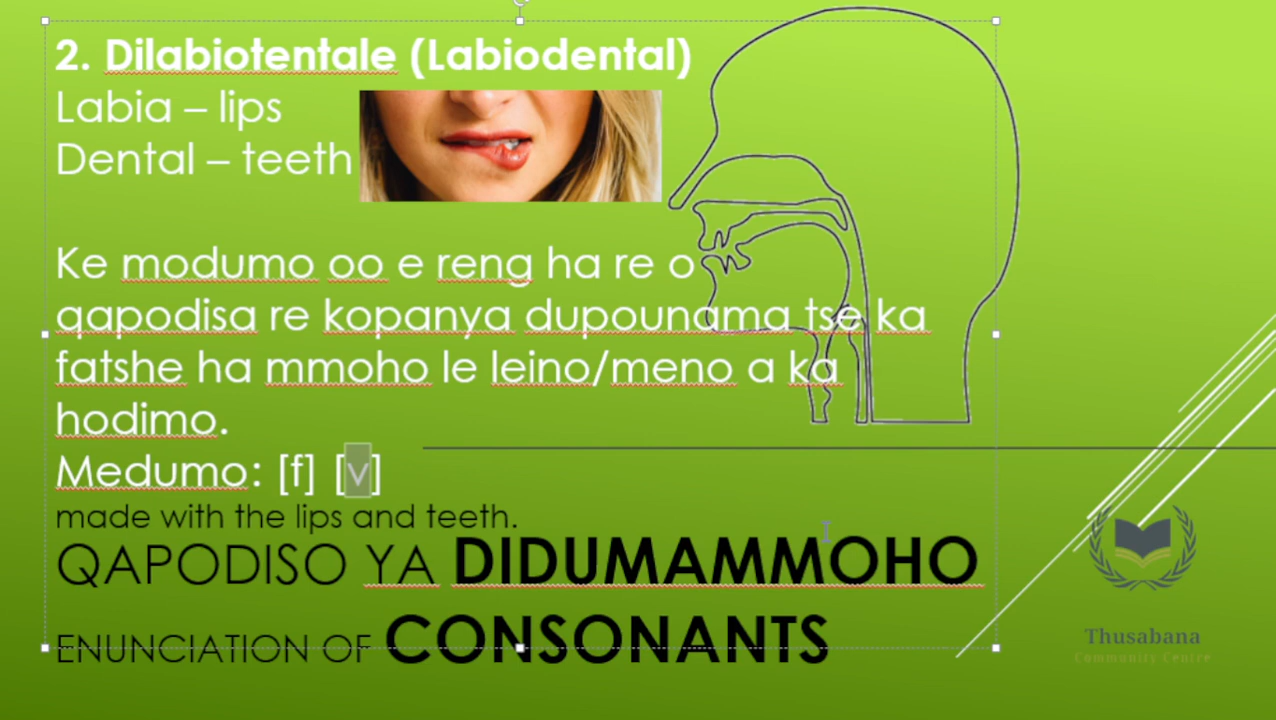 2. Dilabiotentale (Labiodental)
Labia – lips
Dental – teeth
Ke modumo oo e reng ha re o
qapodisa re kopanya dupounama tse ka
fatshe ha mmoho le leino/meno a ka
hodimo.
Medumo: [f] [v]
made with the lips and teeth.
QAPODISO YA DIDUMAMMOHO
ENUNCIATION OF CONSONANTS
Thusabana
Community Centre